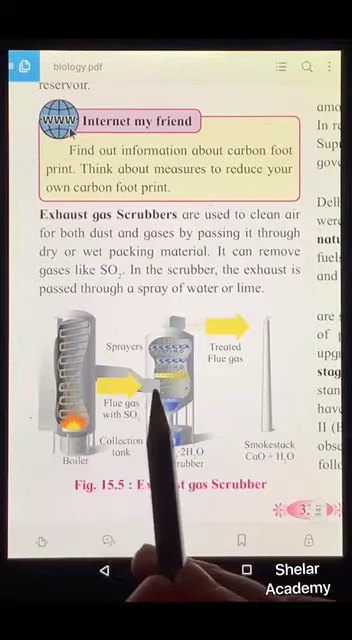 biology.pdf
reservoir.
WWW
Internet my friend
Find out information about carbon foot
print. Think about measures to reduce your
own carbon foot print.
Exhaust gas Scrubbers are used to clean air
for both dust and gases by passing it through
dry or wet packing material. It can remove
gases like SO₂. In the scrubber, the exhaust is
passed through a spray of water or lime.
Sprayers
Treated
Flue gas
Flue gas
with SO₂
Collection
tank
Boiler
Smokestack
CaO + H₂O
Fig. 15.5 : gas Scrubber
341
Shelar
Academy